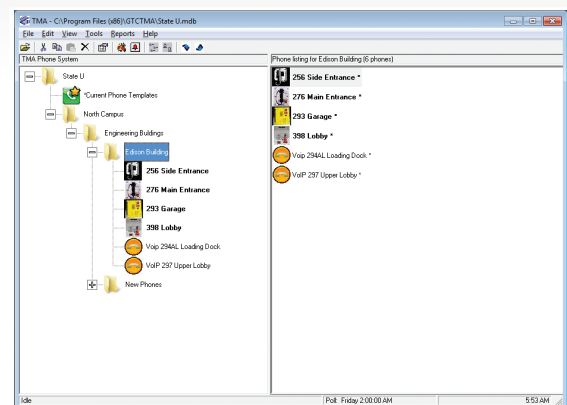 TMA - C:\Program Files (x86)\GTCTMA\State U.mdb
File Edit View Tools Reports Help
TMA Phone System
State U
*Current Phone Templates
North Campus
Engineering Buildings
Edison Building
256 Side Entrance
276 Main Entrance
293 Garage
398 Lobby
Voip 294AL Loading Dock
VoIP 297 Upper Lobby
New Phones
Phone listing for Edison Building (6 phones)
256 Side Entrance *
276 Main Entrance *
293 Garage *
398 Lobby *
Voip 294AL Loading Dock *
VoIP 297 Upper Lobby *
Idle
Poll: Friday 2:00:00 AM
5:53 AM